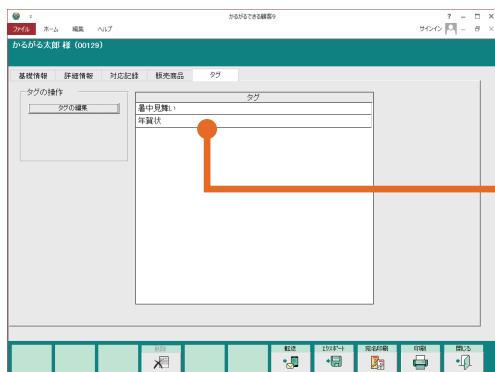 かるがるできる顧客9
ファイル ホーム 編集 ヘルプ サインイン
かるがる太郎 様 (00129)
基礎情報 詳細情報 対応記録 販売商品 タグ
タグの操作
タグの編集
タグ
暑中見舞い
年賀状
削除 転送 エクスポート 宛名印刷 印刷 閉じる